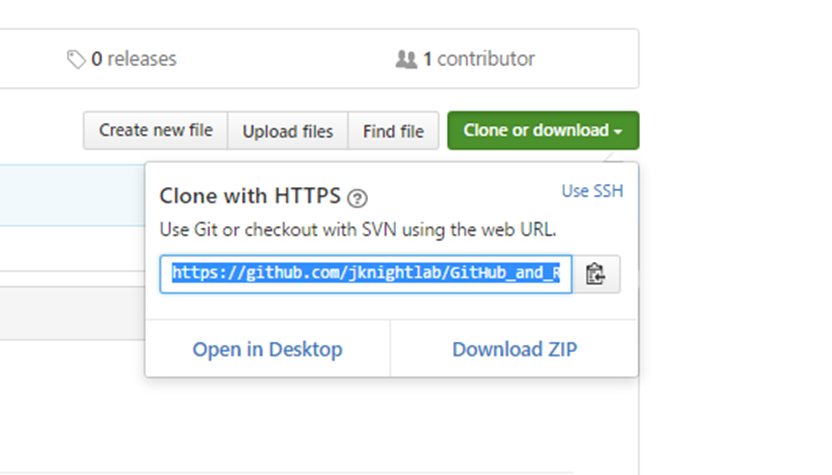 0 releases
1 contributor
Create new file
Upload files
Find file
Clone or download
Clone with HTTPS ?
Use SSH
Use Git or checkout with SVN using the web URL.
https://github.com/jknightlab/GitHub_and_R
Open in Desktop
Download ZIP